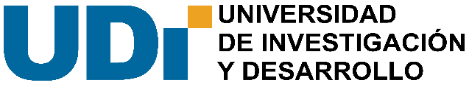 UDI
UNIVERSIDAD
DE INVESTIGACIÓN
Y DESARROLLO